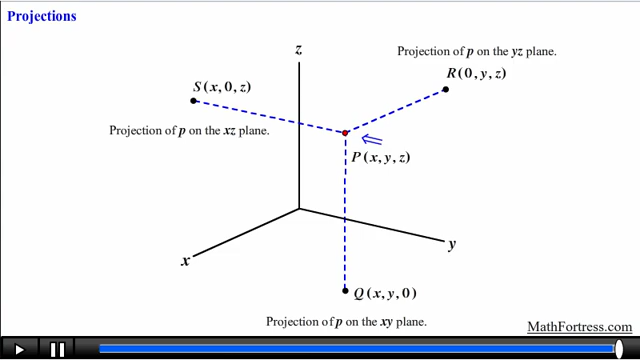 Projections
z
Projection of p on the yz plane.
R(0, y, z)
S(x, 0, z)
Projection of p on the xz plane.
P(x, y, z)
y
x
Q(x, y, 0)
Projection of p on the xy plane.
MathFortress.com